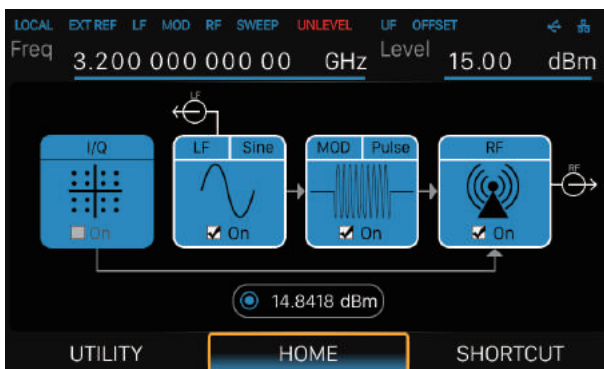 LOCAL EXT REF LF MOD RF SWEEP UNLEVEL UF OFFSET
Freq 3.200 000 000 00 GHz Level 15.00 dBm
LF
I/Q LF Sine MOD Pulse RF
RF
On On On On
14.8418 dBm
UTILITY HOME SHORTCUT